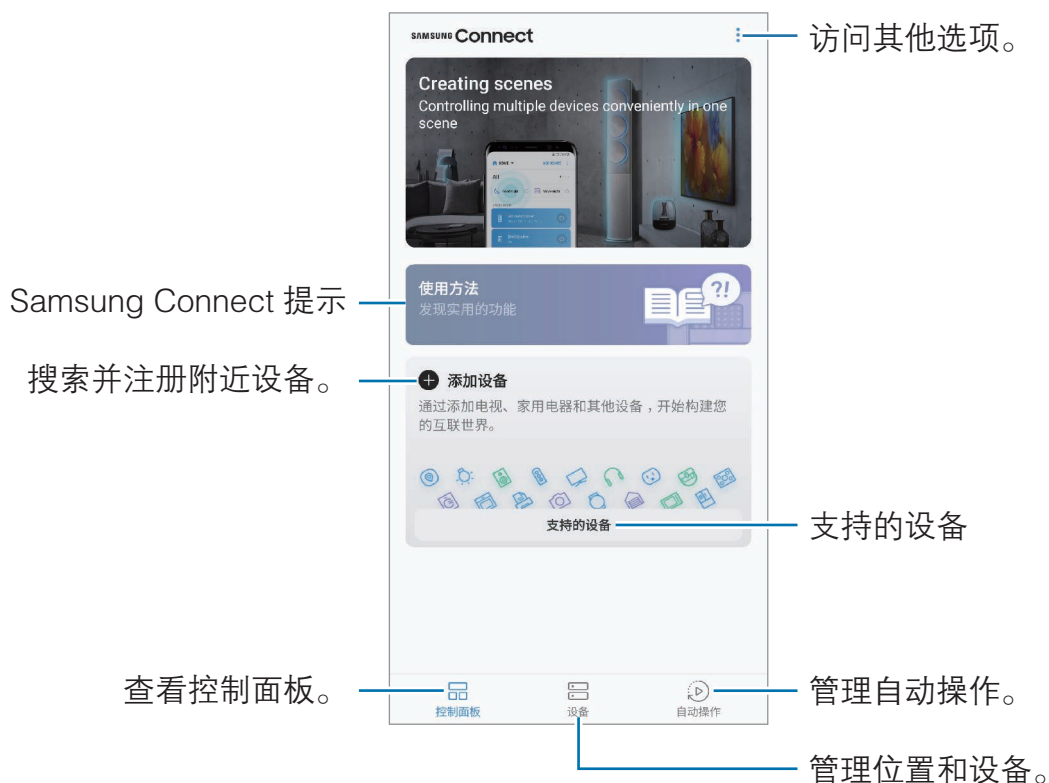 SAMSUNG Connect
访问其他选项。
Creating scenes
Controlling multiple devices conveniently in one
scene
All
Samsung Connect 提示
使用方法
发现实用的功能
?!
搜索并注册附近设备。
添加设备
通过添加电视、家用电器和其他设备，开始构建您
的互联世界。
支持的设备
支持的设备
查看控制面板。
控制面板
设备
自动操作
管理自动操作。
管理位置和设备。